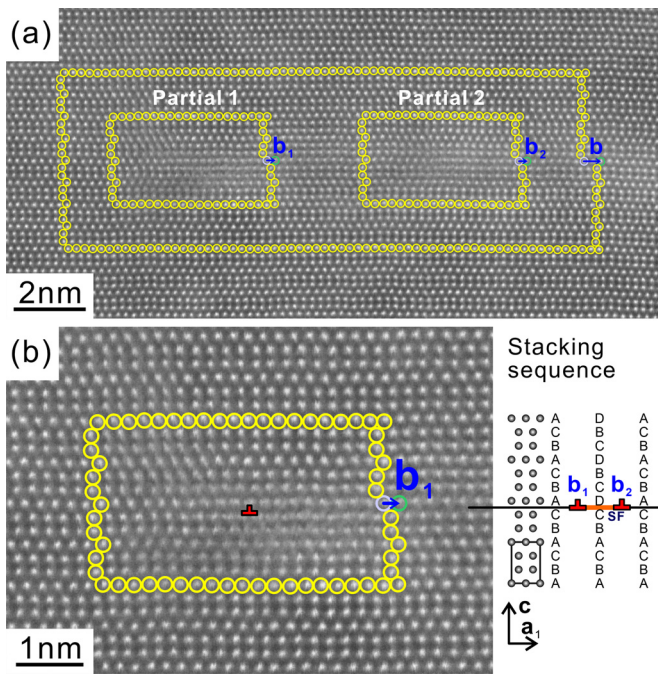 (a)
Partial 1
Partial 2
b1
b2
b
2nm
(b)
b1
1nm
Stacking
sequence
A D A
C B C
B C B
A D A
C B C
B C B
b1 b2
A D A
SF
C C C
B B B
A A A
C C C
B B B
A A A
c
a1